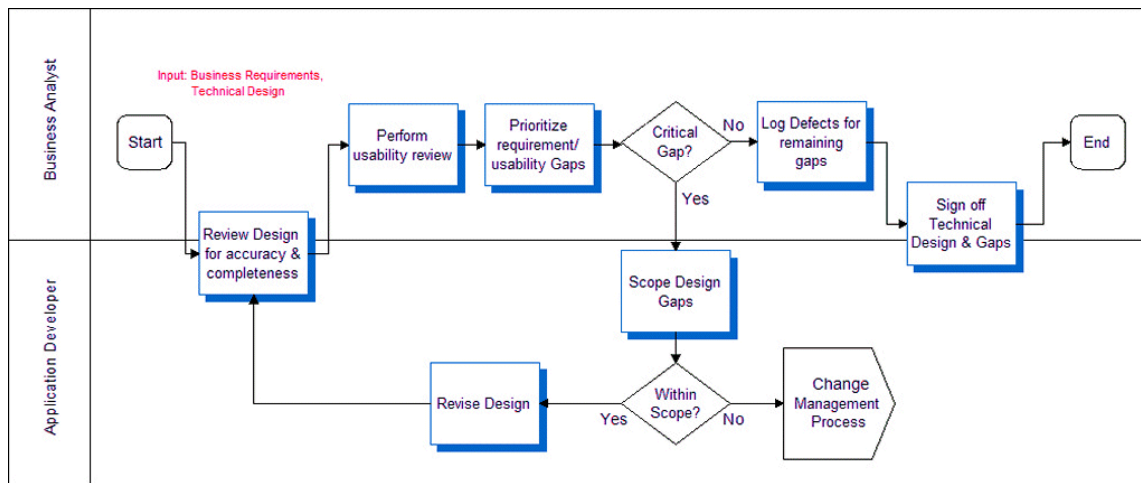 Business Analyst
Input: Business Requirements,
Technical Design
Start
Review Design
for accuracy &
completeness
Perform
usability review
Prioritize
requirement/
usability Gaps
Critical
Gap?
No
Yes
Log Defects for
remaining
gaps
Sign off
Technical
Design & Gaps
End
Application Developer
Scope Design
Gaps
Within
Scope?
Yes
No
Revise Design
Change
Management
Process